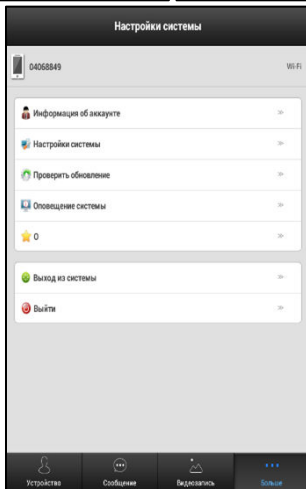 Настройки системы
04068849 Wi-Fi
Информация об аккаунте
Настройки системы
Проверить обновление
Оповещение системы
О
Выход из системы
Выйти
Устройства Сообщение Видеозапись Больше